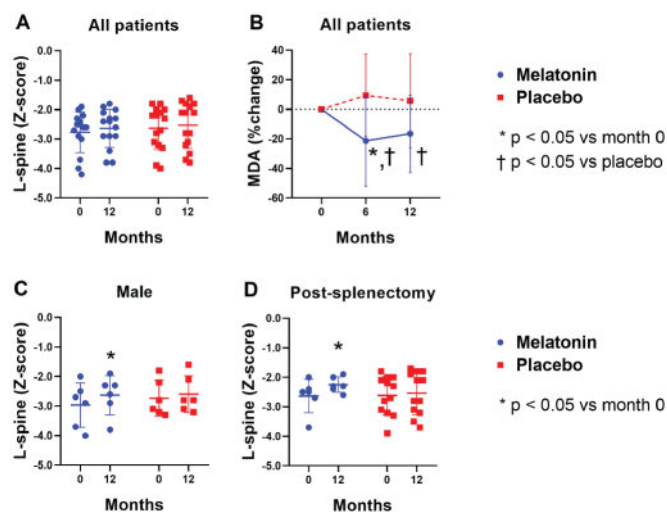 A
All patients
L-spine (Z-score)
0.0
-1.0
-2.0
-3.0
-4.0
-5.0
0 12 0 12
Months
B
All patients
MDA (%change)
40
20
0
-20
-40
-60
*,†
†
0 6 12
Months
Melatonin
Placebo
* p < 0.05 vs month 0
† p < 0.05 vs placebo
C
Male
L-spine (Z-score)
0.0
-1.0
-2.0
-3.0
-4.0
-5.0
*
0 12 0 12
Months
D
Post-splenectomy
L-spine (Z-score)
0.0
-1.0
-2.0
-3.0
-4.0
-5.0
*
0 12 0 12
Months
Melatonin
Placebo
* p < 0.05 vs month 0